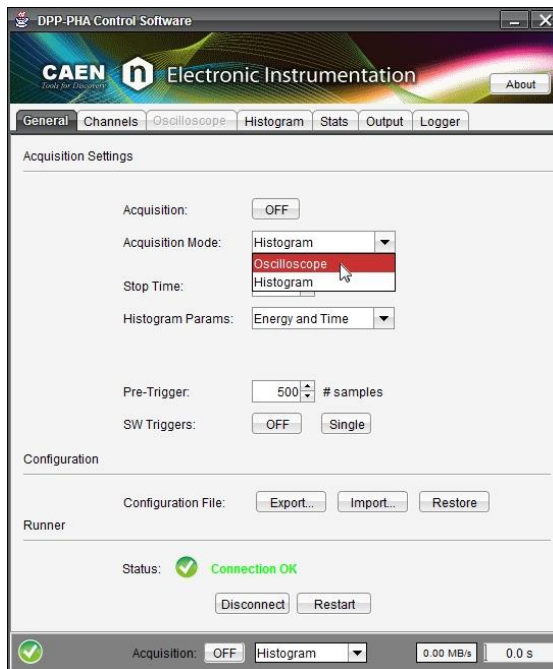 DPP-PHA Control Software
CAEN n Electronic Instrumentation
Tools for Discovery
About
General Channels Oscilloscope Histogram Stats Output Logger
Acquisition Settings
Acquisition: OFF
Acquisition Mode: Histogram
Oscilloscope
Histogram
Stop Time:
Histogram Params: Energy and Time
Pre-Trigger: 500 # samples
SW Triggers: OFF Single
Configuration
Configuration File: Export... Import... Restore
Runner
Status: Connection OK
Disconnect Restart
Acquisition: OFF Histogram 0.00 MB/s 0.0 s